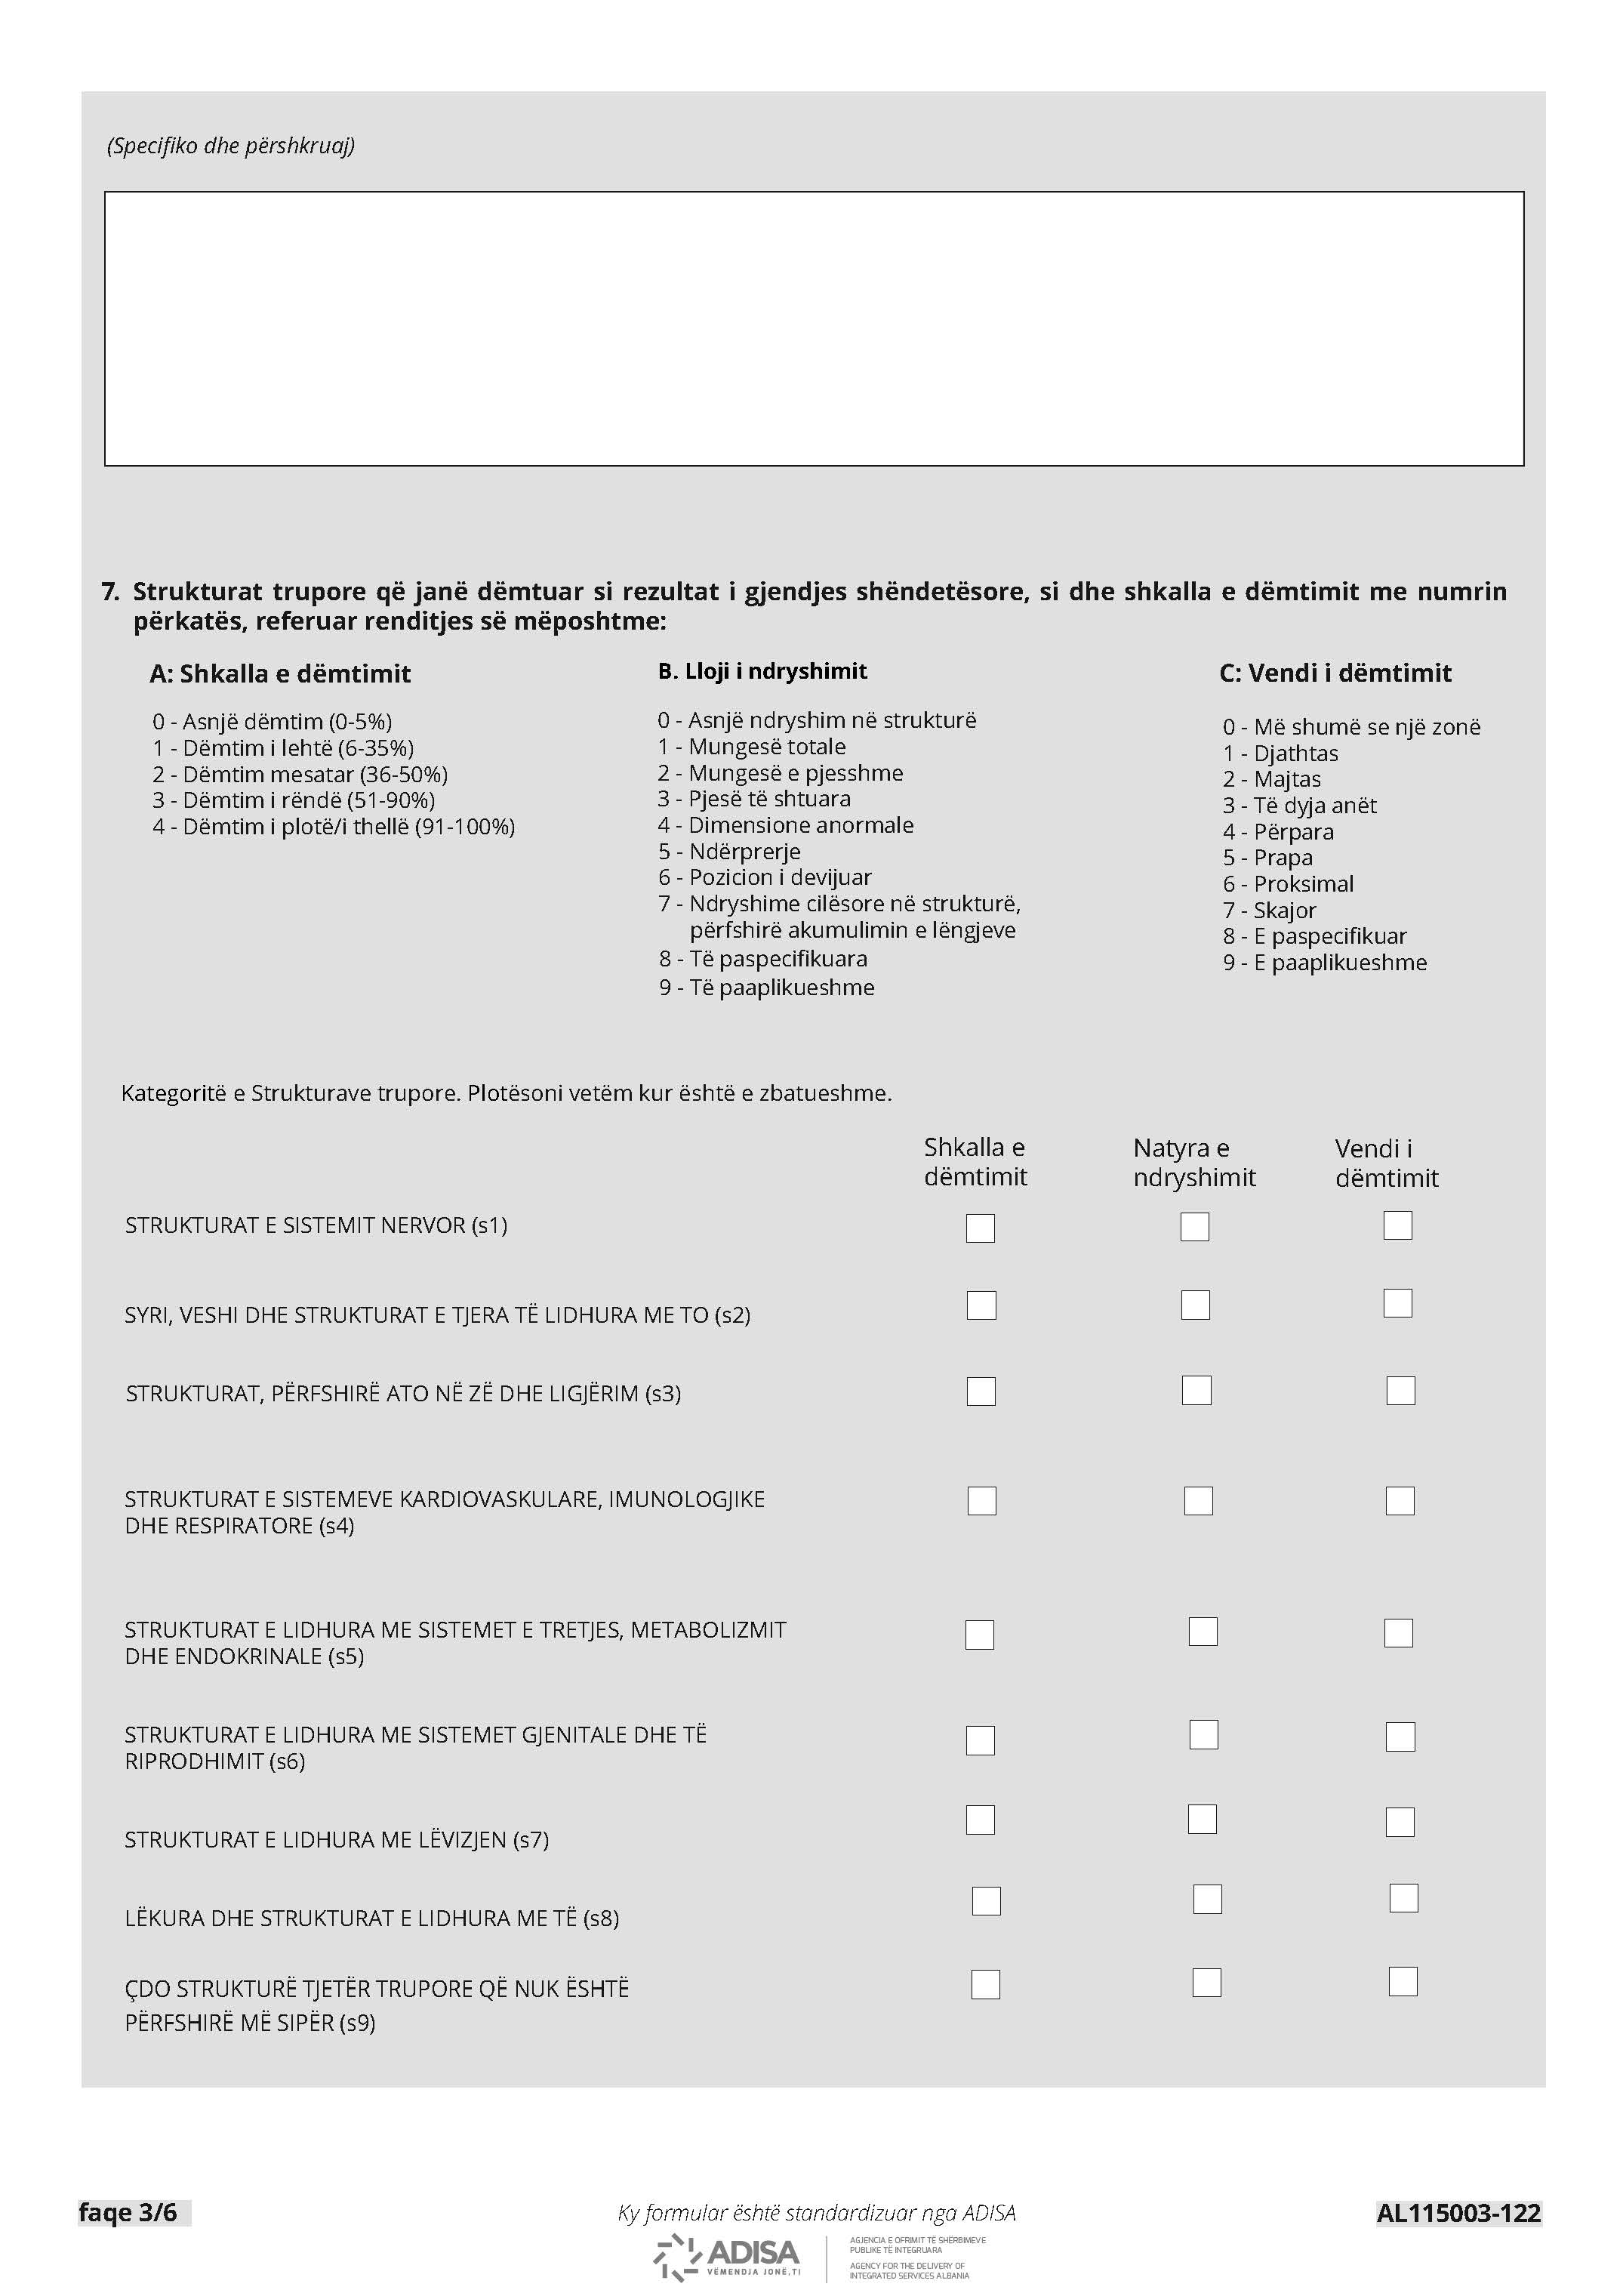 (Specifiko dhe përshkruaj)
7. Strukturat trupore që janë dëmtuar si rezultat i gjendjes shëndetësore, si dhe shkalla e dëmtimit me numrin
përkatës, referuar renditjes së mëposhtme:
A: Shkalla e dëmtimit
0 - Asnjë dëmtim (0-5%)
1 - Dëmtim i lehtë (6-35%)
2 - Dëmtim mesatar (36-50%)
3 - Dëmtim i rëndë (51-90%)
4 - Dëmtim i plotë/i thellë (91-100%)
B. Lloji i ndryshimit
0 - Asnjë ndryshim në strukturë
1 - Mungesë totale
2 - Mungesë e pjesshme
3 - Pjesë të shtuara
4 - Dimensione anormale
5 - Ndërprerje
6 - Pozicion i devijuar
7 - Ndryshime cilësore në strukturë,
përfshirë akumulimin e lëngjeve
8 - Të paspecifikuara
9 - Të paaplikueshme
C: Vendi i dëmtimit
0 - Më shumë se një zonë
1 - Djathtas
2 - Majtas
3 - Të dyja anët
4 - Përpara
5 - Prapa
6 - Proksimal
7 - Skajor
8 - E paspecifikuar
9 - E paaplikueshme
Kategoritë e Strukturave trupore. Plotësoni vetëm kur është e zbatueshme.
Shkalla e
dëmtimit
Natyra e
ndryshimit
Vendi i
dëmtimit
STRUKTURAT E SISTEMIT NERVOR (s1)
SYRI, VESHI DHE STRUKTURAT E TJERA TË LIDHURA ME TO (s2)
STRUKTURAT, PËRFSHIRË ATO NË ZË DHE LIGJËRIM (s3)
STRUKTURAT E SISTEMEVE KARDIOVASKULARE, IMUNOLOGJIKE
DHE RESPIRATORE (s4)
STRUKTURAT E LIDHURA ME SISTEMET E TRETJES, METABOLIZMIT
DHE ENDOKRINALE (s5)
STRUKTURAT E LIDHURA ME SISTEMET GJENITALE DHE TË
RIPRODHIMIT (s6)
STRUKTURAT E LIDHURA ME LËVIZJEN (s7)
LËKURA DHE STRUKTURAT E LIDHURA ME TË (s8)
ÇDO STRUKTURË TJETËR TRUPORE QË NUK ËSHTË
PËRFSHIRË MË SIPËR (s9)
faqe 3/6
Ky formular është standardizuar nga ADISA
AL115003-122
ADISA
VËMENDJA JONË,TI
AGJENCIA E OFRIMIT TË SHËRBIMEVE
PUBLIKE TË INTEGRUARA
AGENCY FOR THE DELIVERY OF
INTEGRATED SERVICES ALBANIA